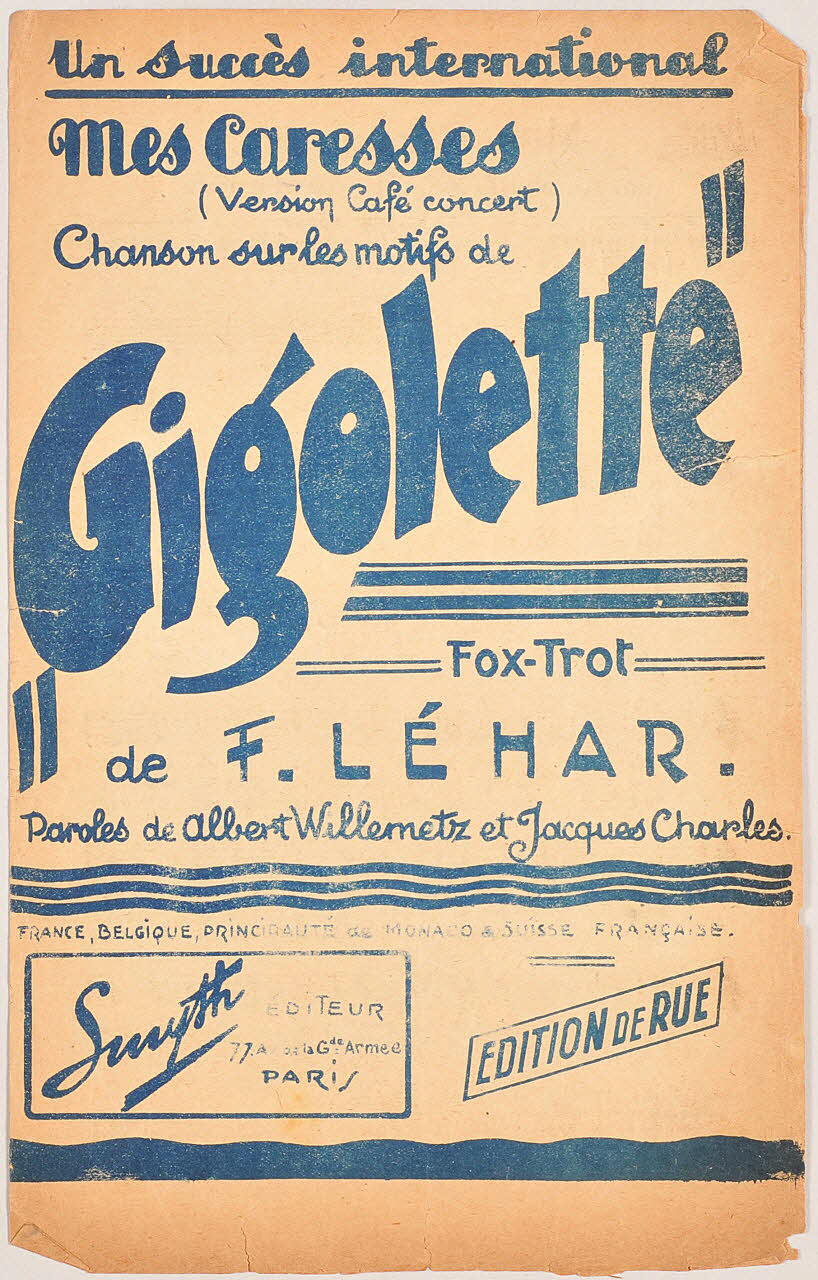 Un succès international
Mes Caresses
(Version Café concert)
Chanson sur les motifs de
"Gigolette"
Fox-Trot
de F. LÉHAR.
Paroles de Albert Willemetz et Jacques Charles.
FRANCE, BELGIQUE, PRINCIPAUTÉ de MONACO & SUISSE FRANÇAISE.
Smyth ÉDITEUR
77. Av de la Gde Armée
PARIS
EDITION DE RUE